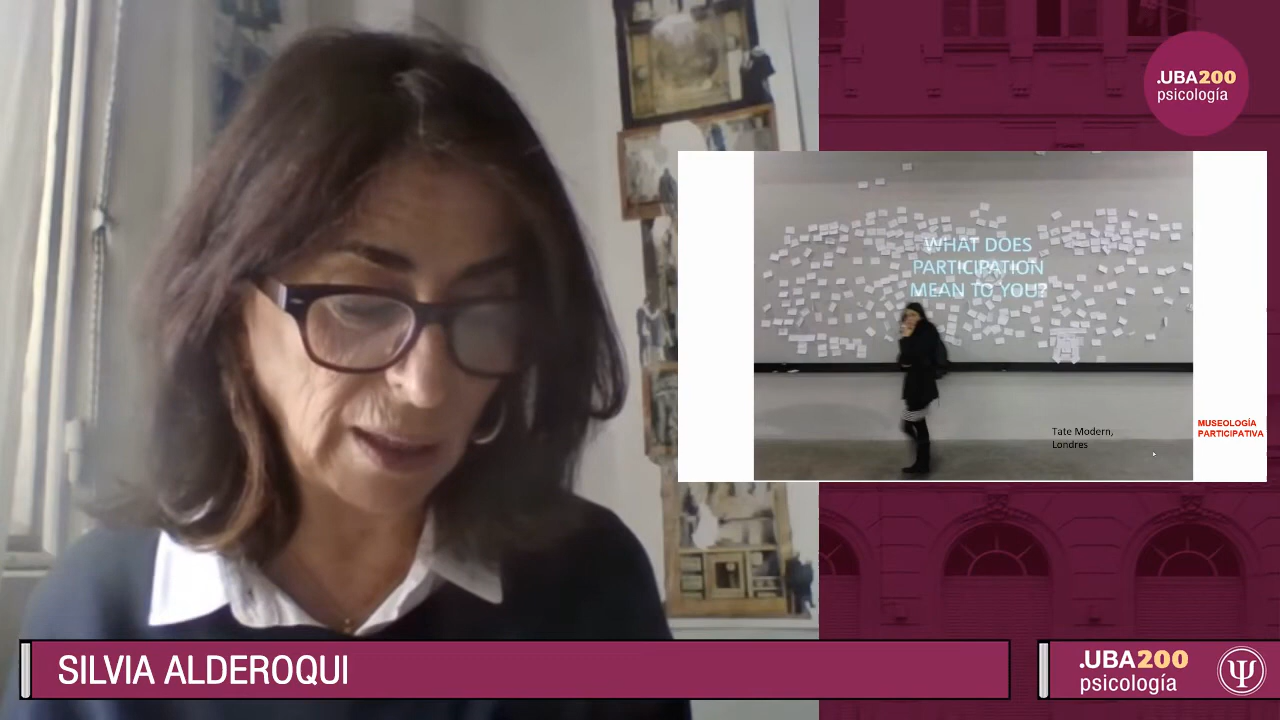 .UBA200
psicología
WHAT DOES
PARTICIPATION
MEAN TO YOU?
Tate Modern,
Londres
MUSEOLOGÍA
PARTICIPATIVA
SILVIA ALDEROQUI
.UBA200
psicología